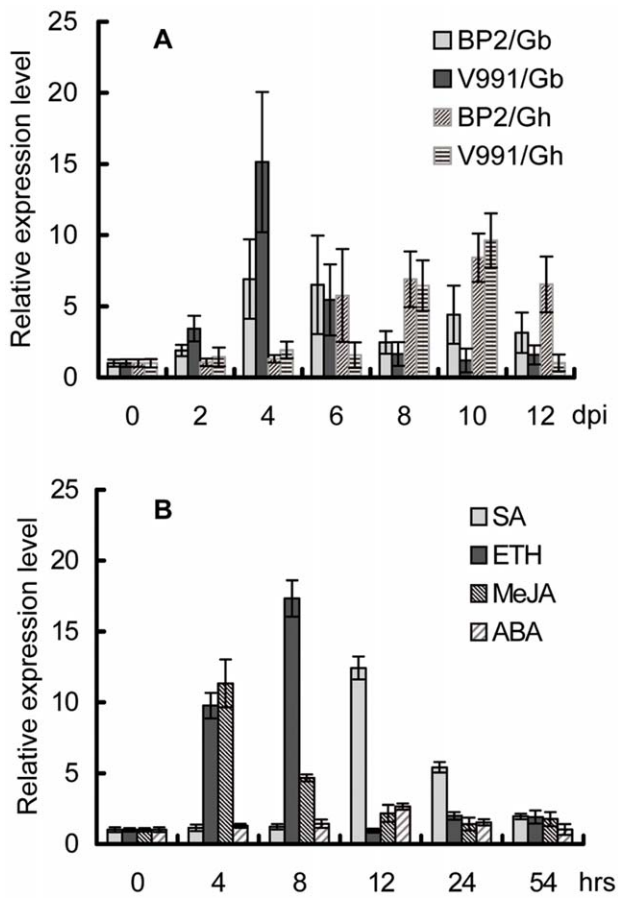 A
Relative expression level
25
20
15
10
5
0
BP2/Gb
V991/Gb
BP2/Gh
V991/Gh
0 2 4 6 8 10 12 dpi
B
Relative expression level
25
20
15
10
5
0
SA
ETH
MeJA
ABA
0 4 8 12 24 54 hrs